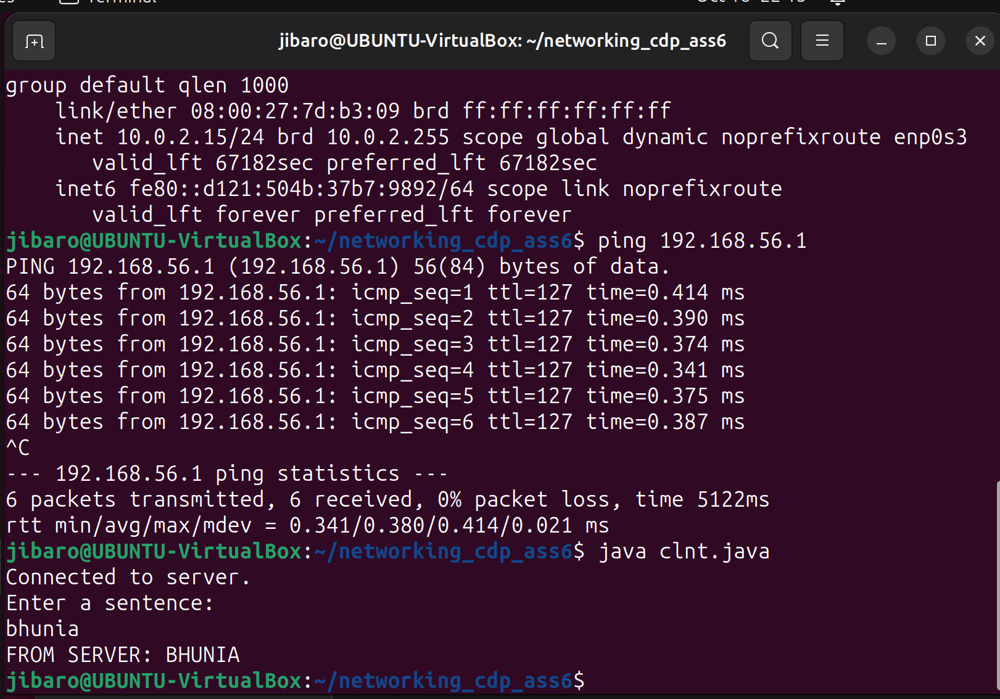 jibaro@UBUNTU-VirtualBox: ~/networking_cdp_ass6
group default qlen 1000
link/ether 08:00:27:7d:b3:09 brd ff:ff:ff:ff:ff:ff
inet 10.0.2.15/24 brd 10.0.2.255 scope global dynamic noprefixroute enp0s3
valid_lft 67182sec preferred_lft 67182sec
inet6 fe80::d121:504b:37b7:9892/64 scope link noprefixroute
valid_lft forever preferred_lft forever
jibaro@UBUNTU-VirtualBox:~/networking_cdp_ass6$ ping 192.168.56.1
PING 192.168.56.1 (192.168.56.1) 56(84) bytes of data.
64 bytes from 192.168.56.1: icmp_seq=1 ttl=127 time=0.414 ms
64 bytes from 192.168.56.1: icmp_seq=2 ttl=127 time=0.390 ms
64 bytes from 192.168.56.1: icmp_seq=3 ttl=127 time=0.374 ms
64 bytes from 192.168.56.1: icmp_seq=4 ttl=127 time=0.341 ms
64 bytes from 192.168.56.1: icmp_seq=5 ttl=127 time=0.375 ms
64 bytes from 192.168.56.1: icmp_seq=6 ttl=127 time=0.387 ms
^C
--- 192.168.56.1 ping statistics ---
6 packets transmitted, 6 received, 0% packet loss, time 5122ms
rtt min/avg/max/mdev = 0.341/0.380/0.414/0.021 ms
jibaro@UBUNTU-VirtualBox:~/networking_cdp_ass6$ java clnt.java
Connected to server.
Enter a sentence:
bhunia
FROM SERVER: BHUNIA
jibaro@UBUNTU-VirtualBox:~/networking_cdp_ass6$